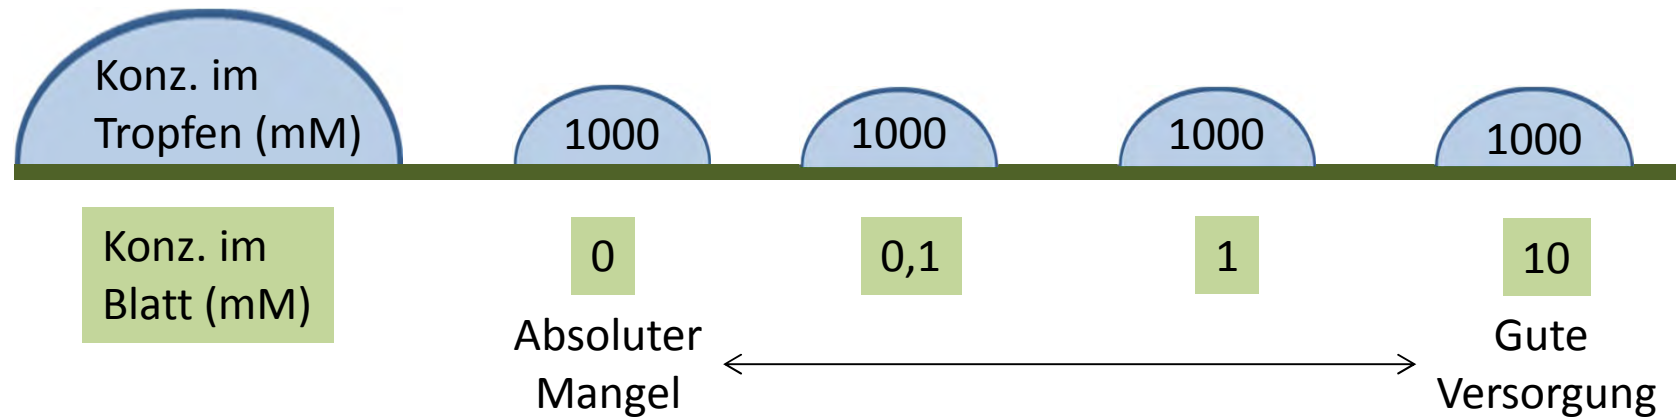 Konz. im
Tropfen (mM)
1000
1000
1000
1000
Konz. im
Blatt (mM)
0
0,1
1
10
Absoluter
Mangel
Gute
Versorgung